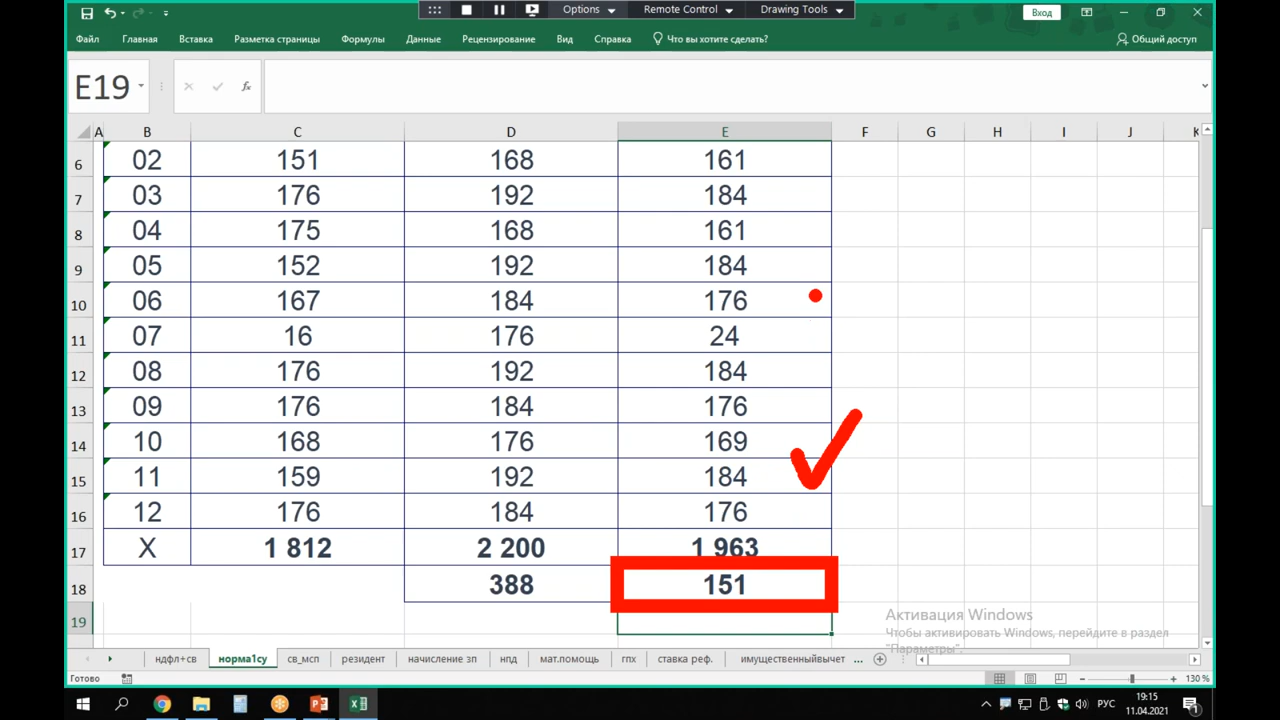 Options Remote Control Drawing Tools Вход
Файл Главная Вставка Разметка страницы Формулы Данные Рецензирование Вид Справка Что вы хотите сделать? Общий доступ
E19 fx
A B C D E F G H I J K
6 02 151 168 161
7 03 176 192 184
8 04 175 168 161
9 05 152 192 184
10 06 167 184 176
11 07 16 176 24
12 08 176 192 184
13 09 176 184 176
14 10 168 176 169
15 11 159 192 184
16 12 176 184 176
17 X 1 812 2 200 1 963
18 388 151
19
Активация Windows
Чтобы активировать Windows, перейдите в раздел
"Параметры".
ндфл+св норма1су св_мсп резидент начисление зп нпд мат.помощь гпх ставка реф. имущественныйвычет ...
Готово 130 %
РУС 19:15
11.04.2021 1